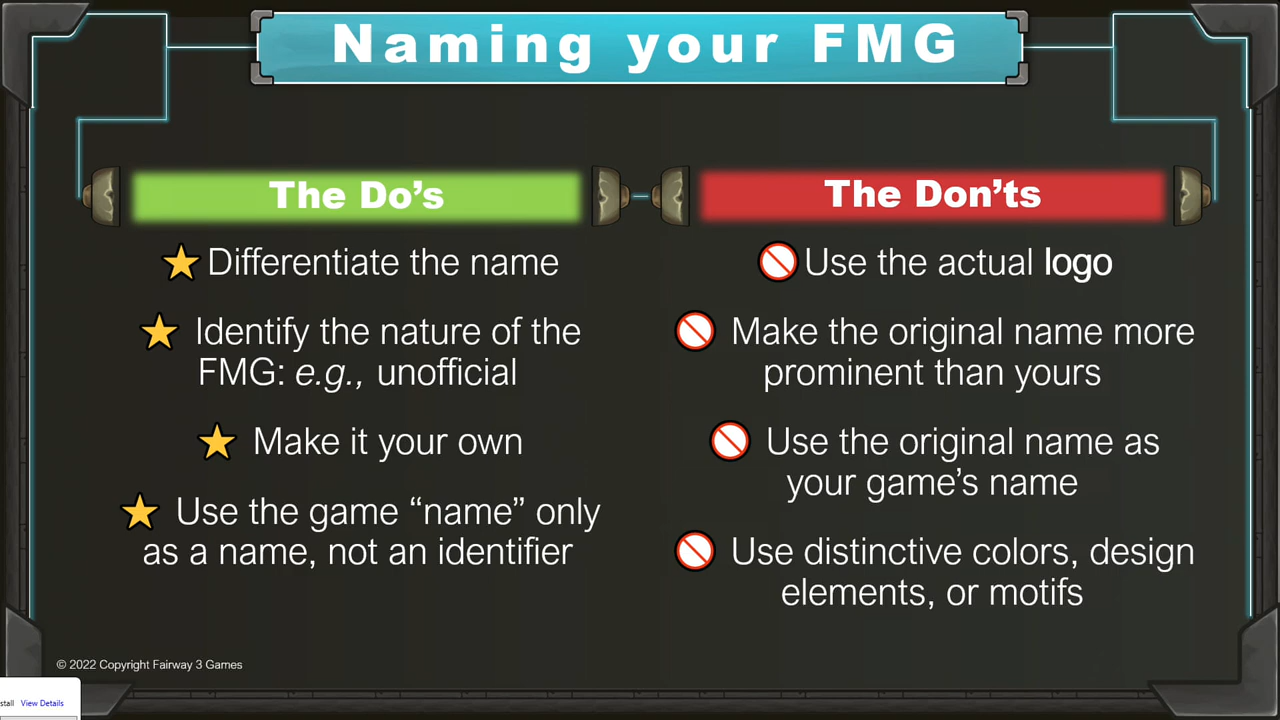 Naming your FMG
The Do’s
Differentiate the name
Identify the nature of the
FMG: e.g., unofficial
Make it your own
Use the game “name” only
as a name, not an identifier
The Don’ts
Use the actual logo
Make the original name more
prominent than yours
Use the original name as
your game’s name
Use distinctive colors, design
elements, or motifs
© 2022 Copyright Fairway 3 Games
stall View Details